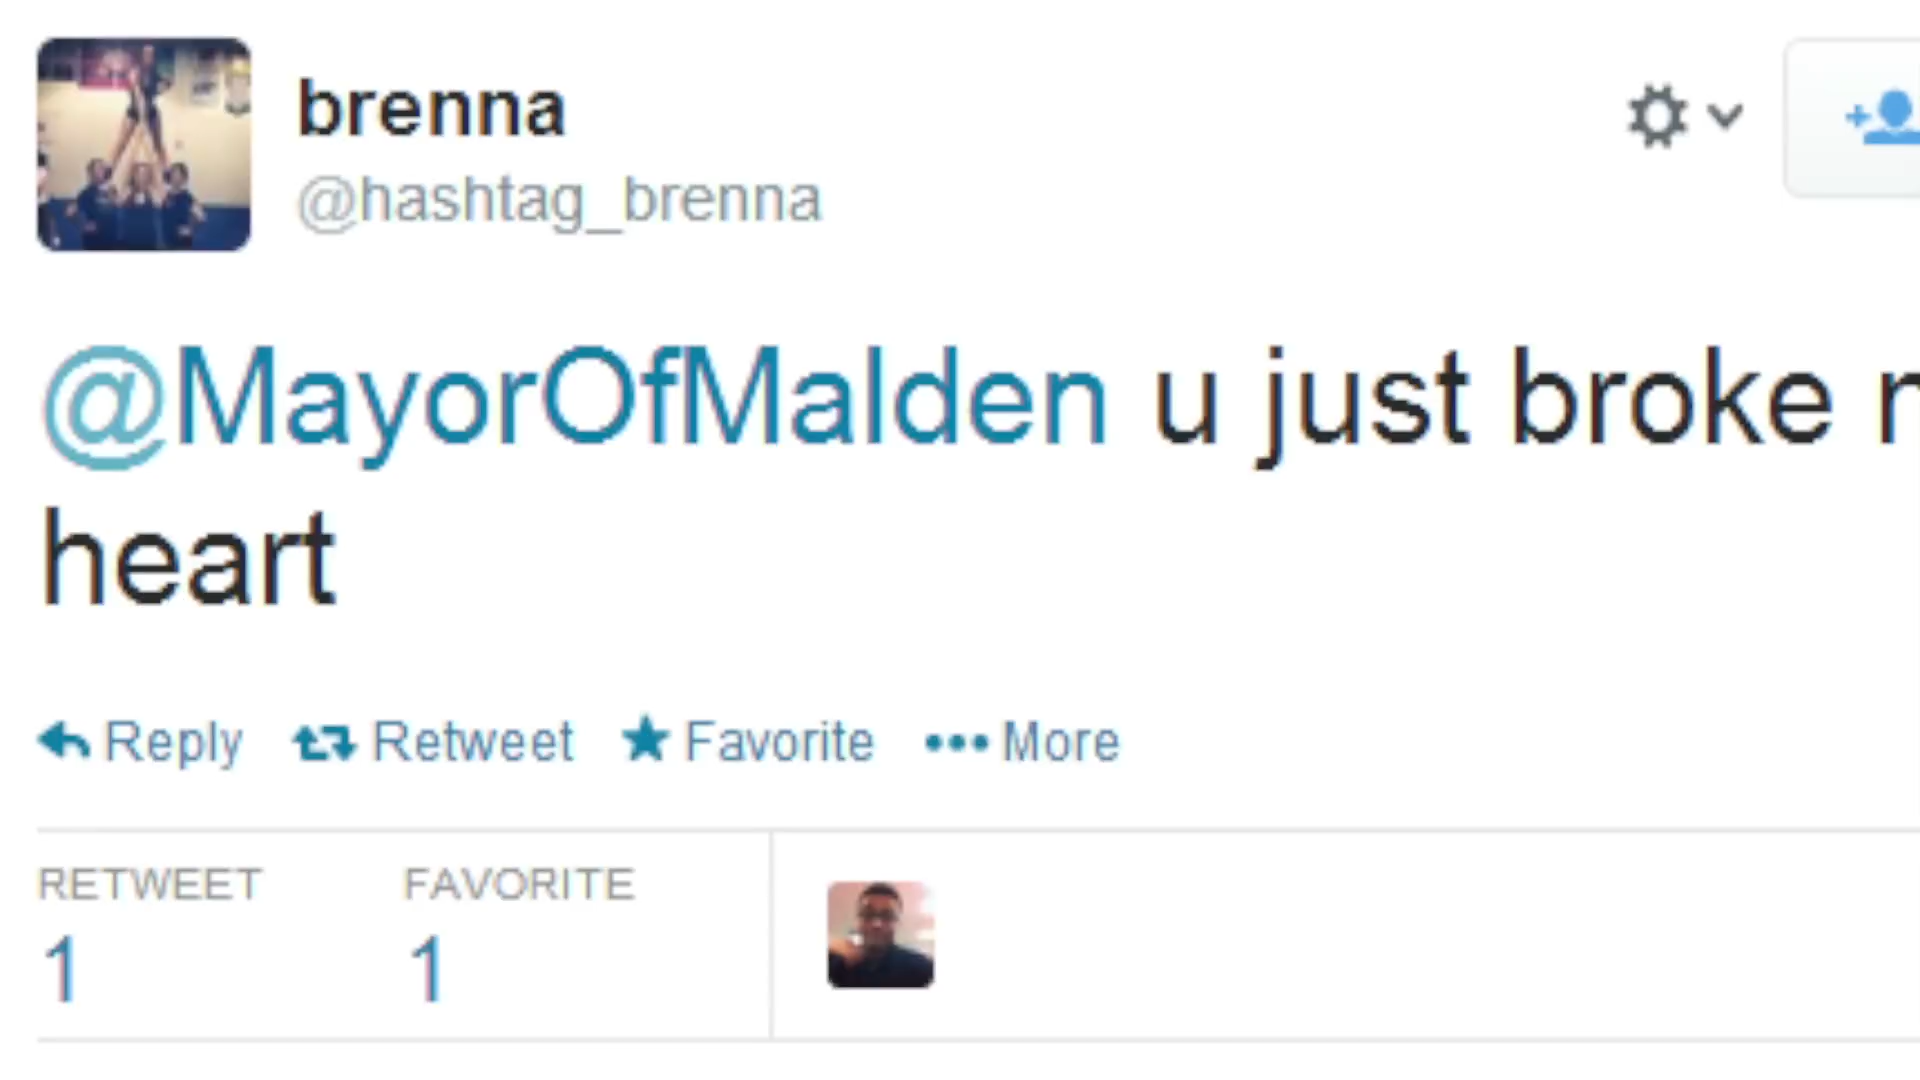 brenna
@hashtag_brenna
@MayorOfMalden u just broke
heart
Reply Retweet Favorite More
RETWEET FAVORITE
1 1